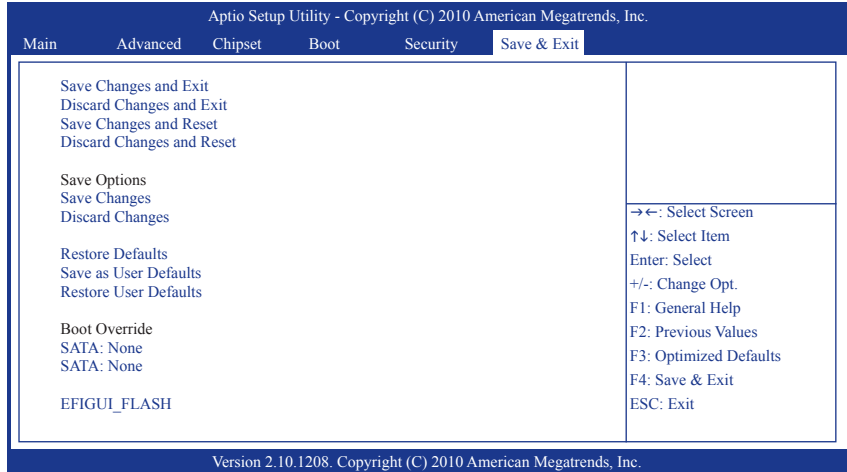 Aptio Setup Utility - Copyright (C) 2010 American Megatrends, Inc.
Main Advanced Chipset Boot Security Save & Exit
Save Changes and Exit
Discard Changes and Exit
Save Changes and Reset
Discard Changes and Reset
Save Options
Save Changes
Discard Changes
Restore Defaults
Save as User Defaults
Restore User Defaults
Boot Override
SATA: None
SATA: None
EFIGUI_FLASH
→←: Select Screen
↑↓: Select Item
Enter: Select
+/-: Change Opt.
F1: General Help
F2: Previous Values
F3: Optimized Defaults
F4: Save & Exit
ESC: Exit
Version 2.10.1208. Copyright (C) 2010 American Megatrends, Inc.